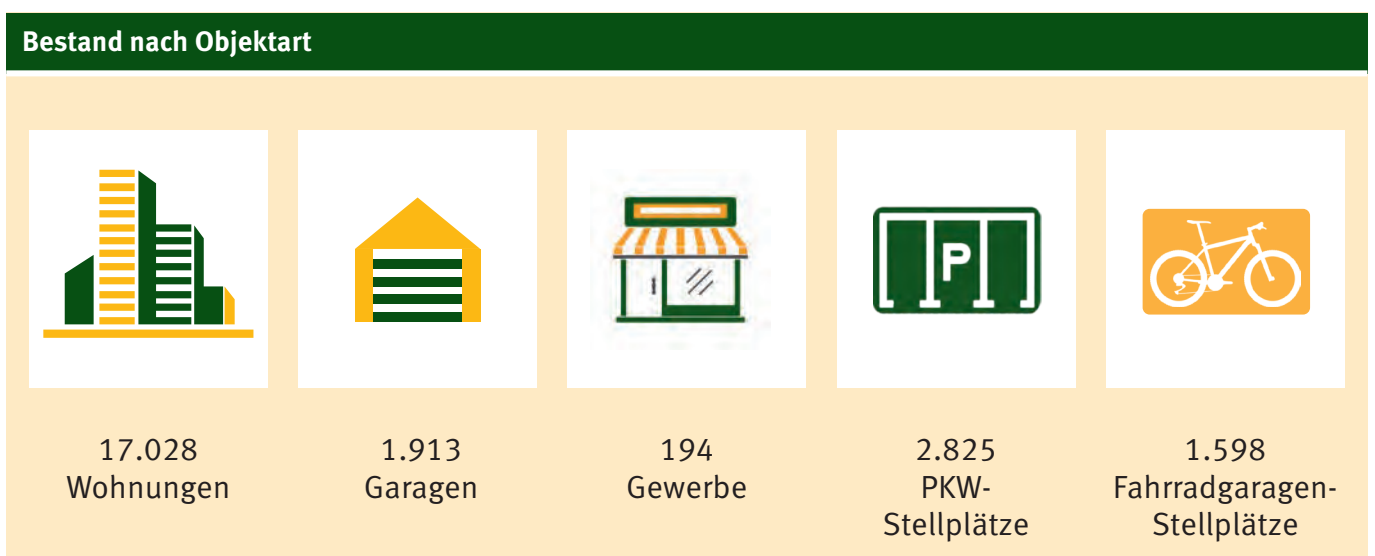 Bestand nach Objektart
P
17.028
Wohnungen
1.913
Garagen
194
Gewerbe
2.825
PKW-
Stellplätze
1.598
Fahrradgaragen-
Stellplätze